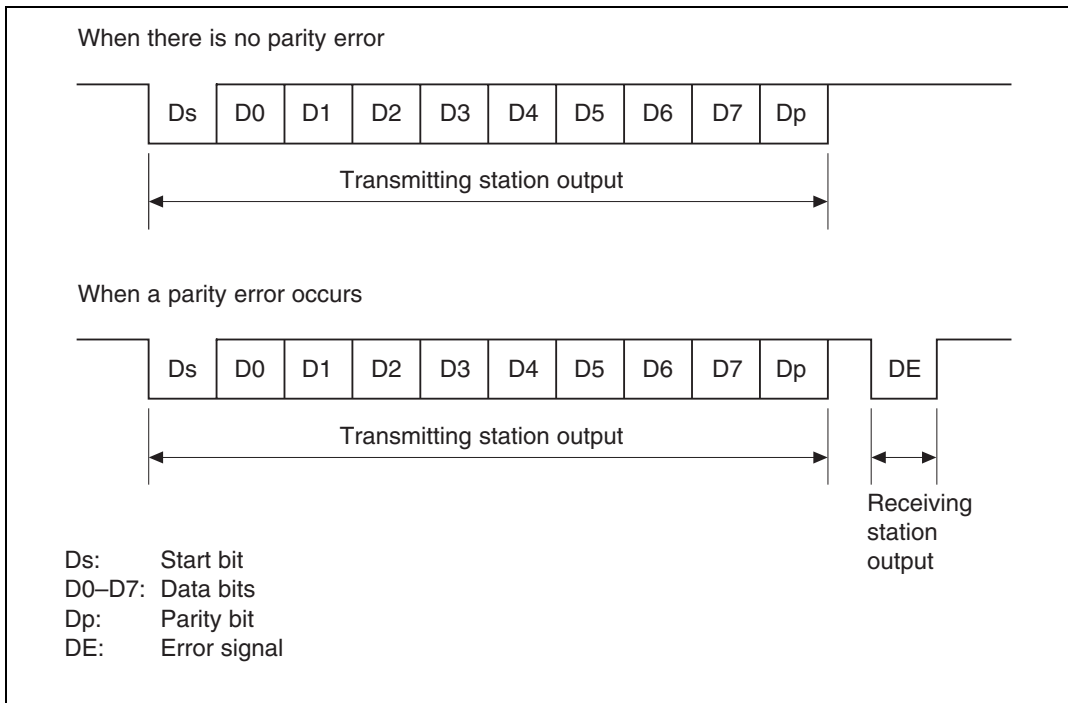 When there is no parity error
Ds D0 D1 D2 D3 D4 D5 D6 D7 Dp
Transmitting station output
When a parity error occurs
Ds D0 D1 D2 D3 D4 D5 D6 D7 Dp DE
Transmitting station output
Receiving
station
output
Ds: Start bit
D0–D7: Data bits
Dp: Parity bit
DE: Error signal